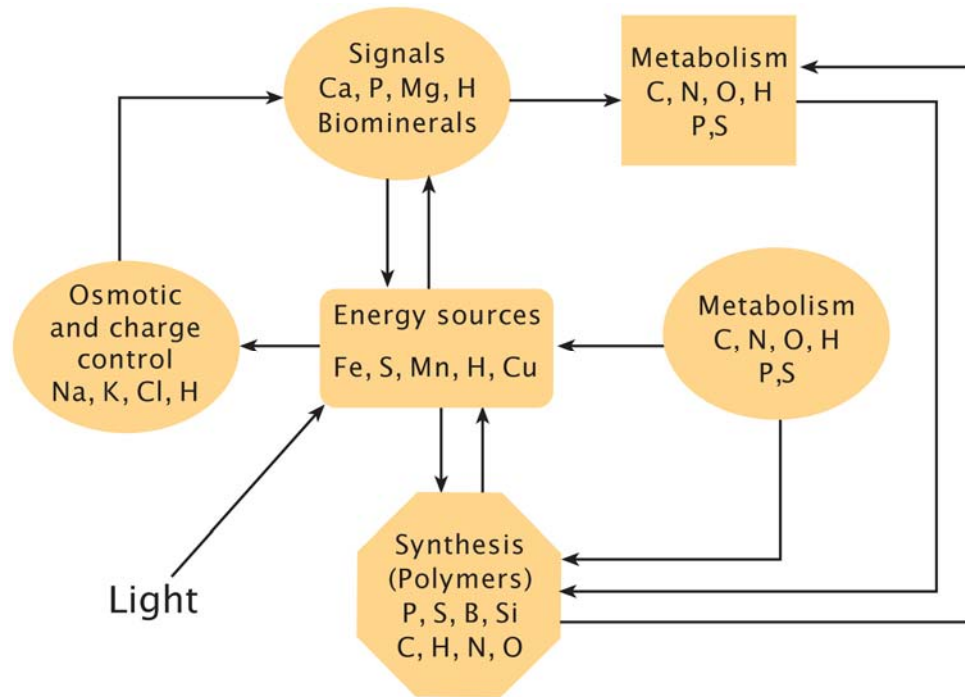 Signals
Ca, P, Mg, H
Biominerals
Metabolism
C, N, O, H
P,S
Osmotic
and charge
control
Na, K, Cl, H
Energy sources
Fe, S, Mn, H, Cu
Metabolism
C, N, O, H
P,S
Light
Synthesis
(Polymers)
P, S, B, Si
C, H, N, O